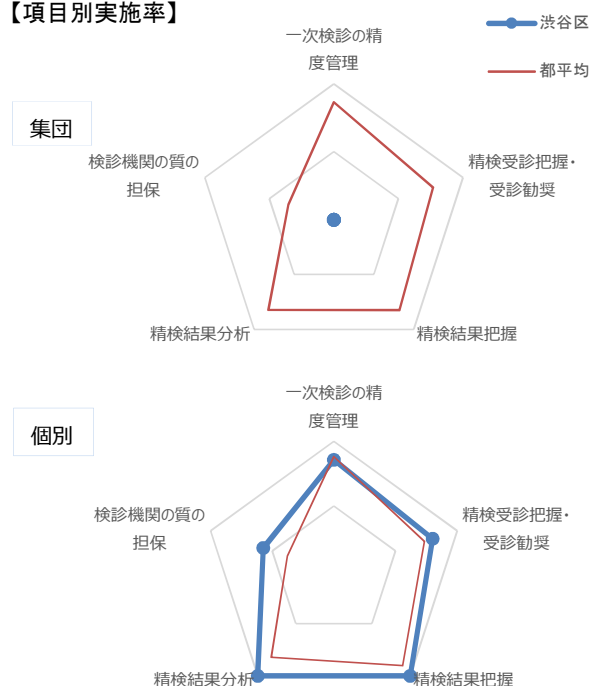 【項目別実施率】
渋谷区
都平均
集団
一次検診の精
度管理
検診機関の質の
担保
精検受診把握・
受診勧奨
精検結果分析
精検結果把握
個別
一次検診の精
度管理
検診機関の質の
担保
精検受診把握・
受診勧奨
精検結果分析
精検結果把握